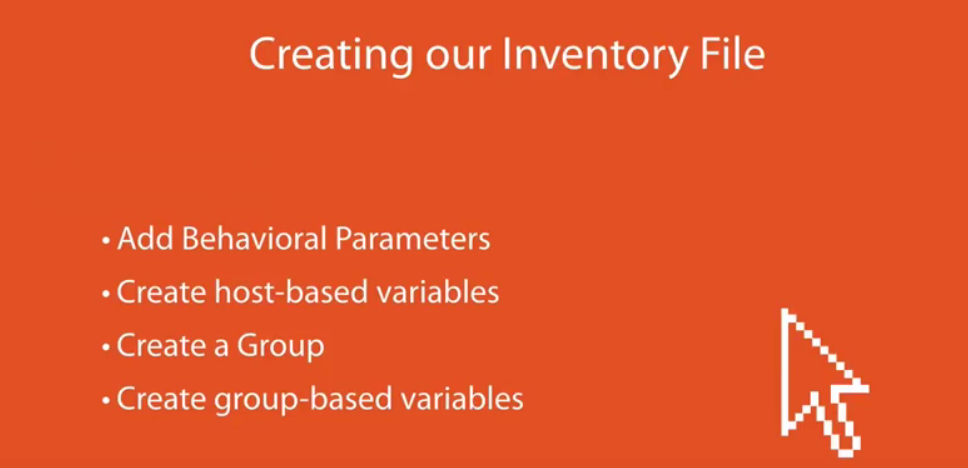 Creating our Inventory File
• Add Behavioral Parameters
• Create host-based variables
• Create a Group
• Create group-based variables